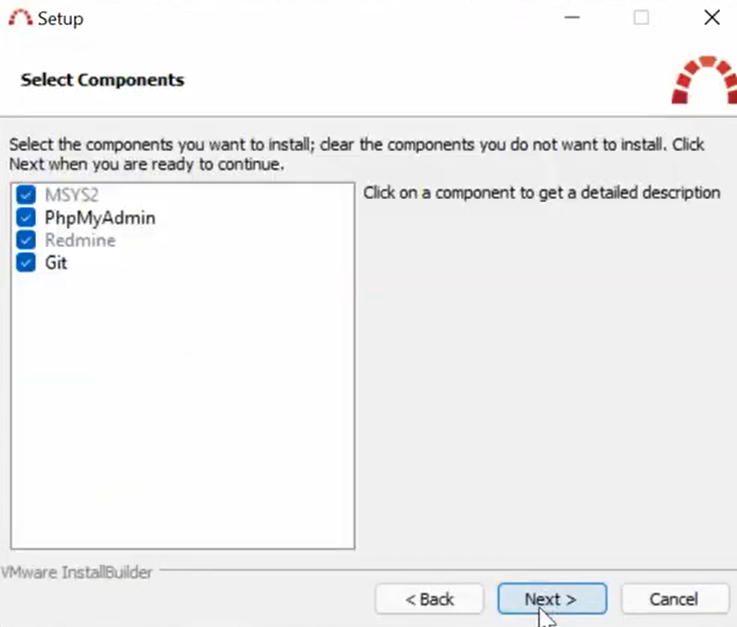 Setup
Select Components
Select the components you want to install; clear the components you do not want to install. Click
Next when you are ready to continue.
MSYS2
PhpMyAdmin
Redmine
Git
Click on a component to get a detailed description
VMware InstallBuilder
< Back
Next >
Cancel